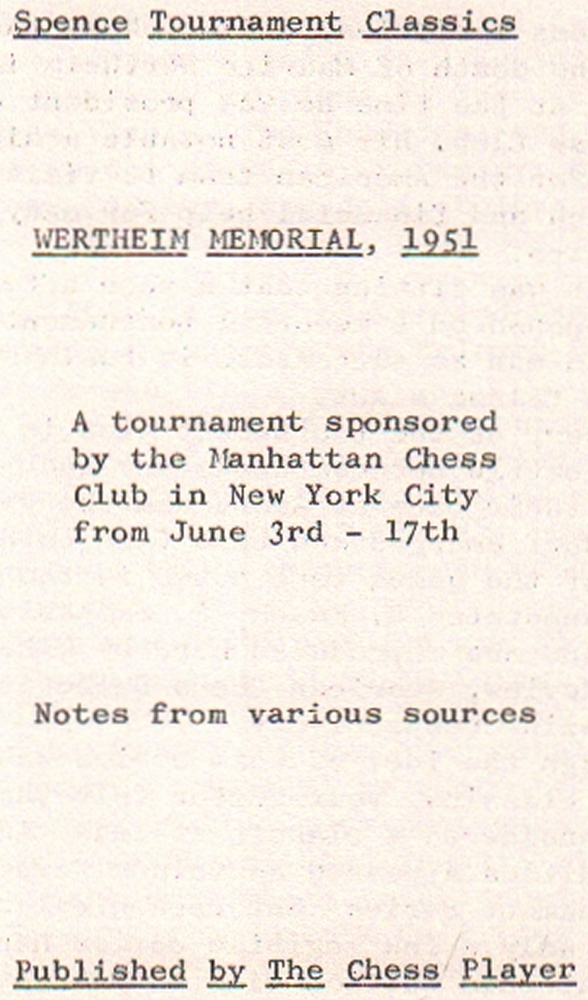 Spence Tournament Classics
WERTHEIM MEMORIAL, 1951
A tournament sponsored
by the Manhattan Chess
Club in New York City
from June 3rd - 17th
Notes from various sources
Published by The Chess Player